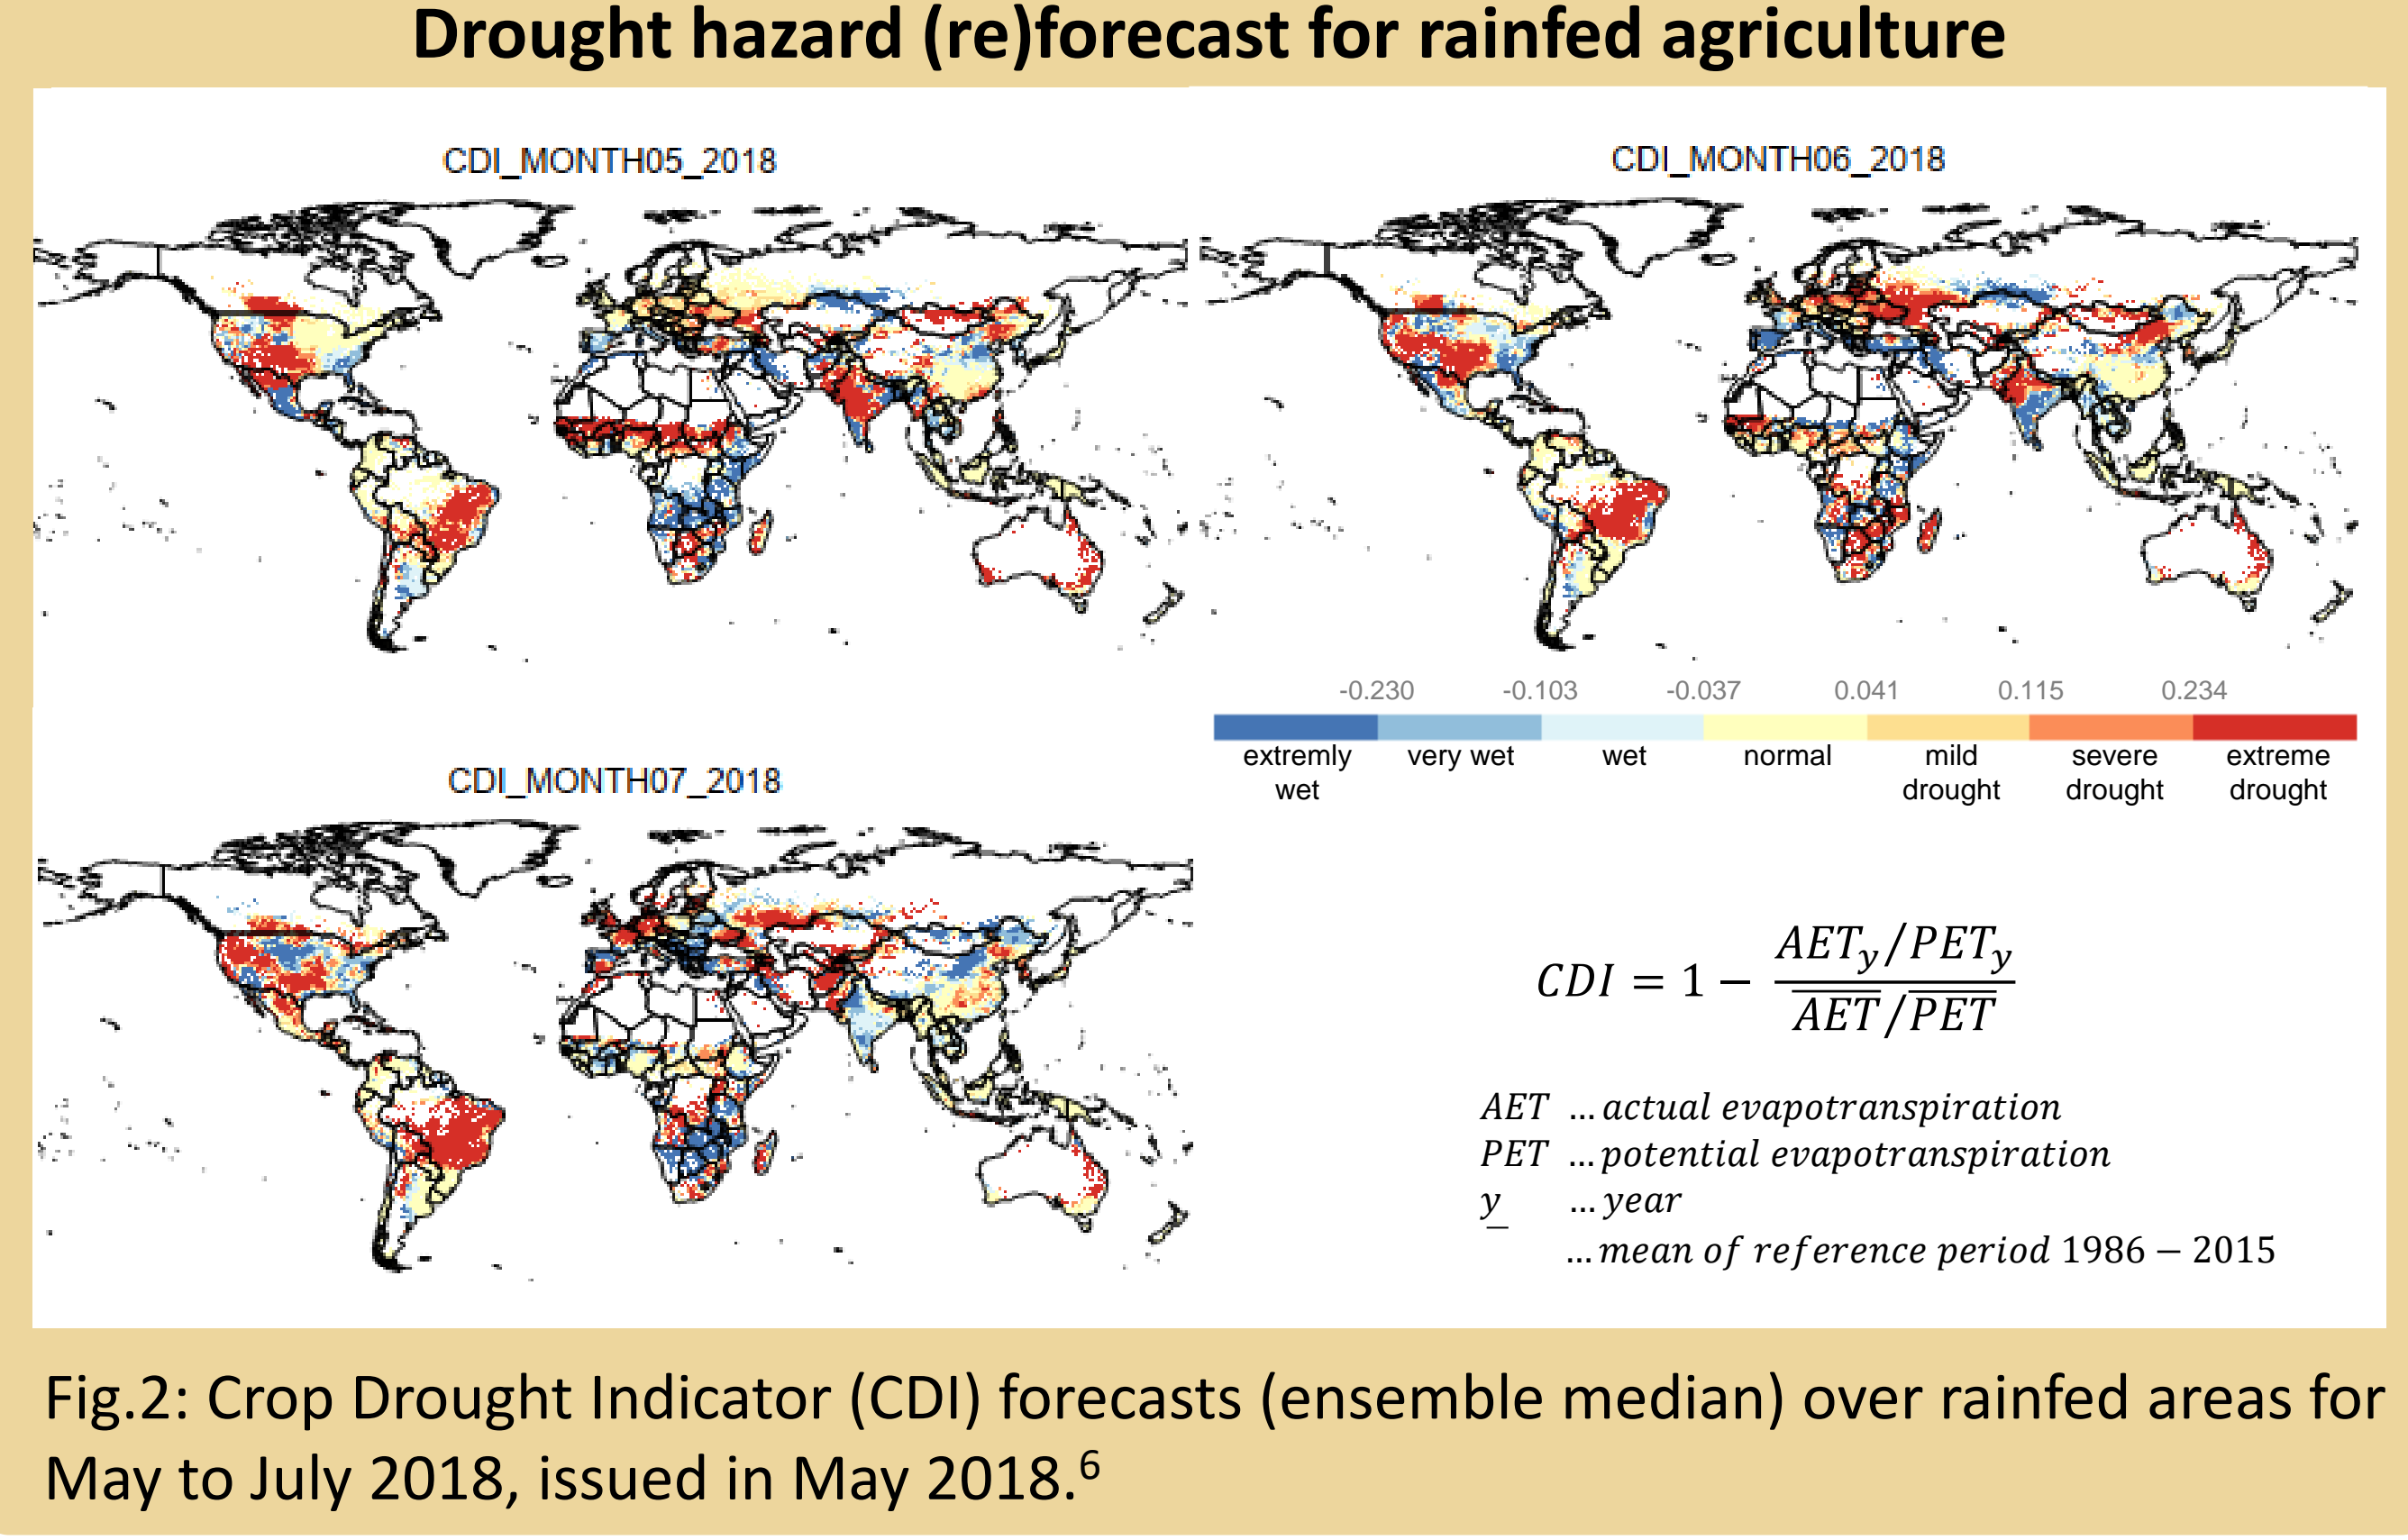 Drought hazard (re)forecast for rainfed agriculture
CDI_MONTH05_2018
CDI_MONTH06_2018
-0.230 -0.103 -0.037 0.041 0.115 0.234
extremly wet very wet wet normal mild drought severe drought extreme drought
CDI_MONTH07_2018
CDI = 1 − (AET_y/PET_y) / (A̅E̅T̅/P̅E̅T̅)
AET ... actual evapotranspiration
PET ... potential evapotranspiration
y ... year
‾ ... mean of reference period 1986 − 2015
Fig.2: Crop Drought Indicator (CDI) forecasts (ensemble median) over rainfed areas for
May to July 2018, issued in May 2018.⁶